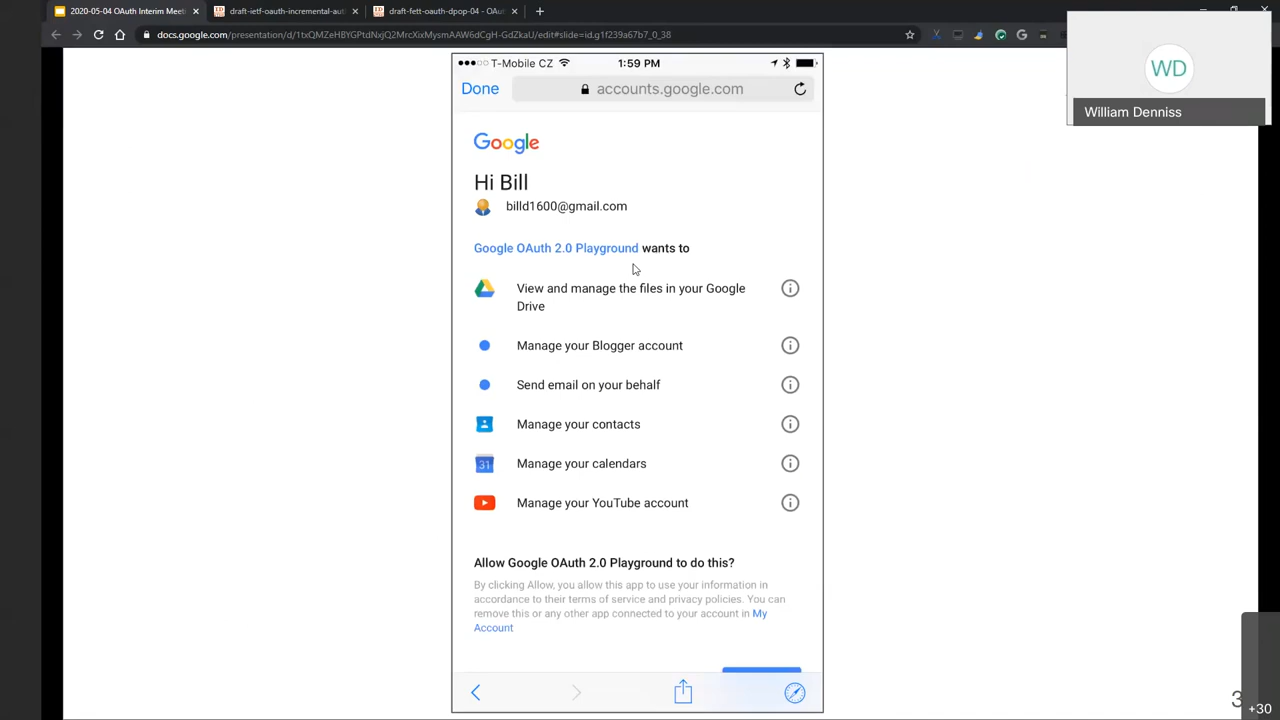 2020-05-04 OAuth Interim Meeti
draft-ietf-oauth-incremental-aut
draft-fett-oauth-dpop-04 - OAu
docs.google.com/presentation/d/1txQMZeHBYGPtdNxjQ2MrcXixMysmAAW6dCgH-GdZkaU/edit#slide=id.g1f239a67b7_0_38
WD
William Denniss
T-Mobile CZ
1:59 PM
Done
accounts.google.com
Google
Hi Bill
billd1600@gmail.com
Google OAuth 2.0 Playground wants to
View and manage the files in your Google
Drive
Manage your Blogger account
Send email on your behalf
Manage your contacts
31
Manage your calendars
Manage your YouTube account
Allow Google OAuth 2.0 Playground to do this?
By clicking Allow, you allow this app to use your information in
accordance to their terms of service and privacy policies. You can
remove this or any other app connected to your account in My
Account
3
+30